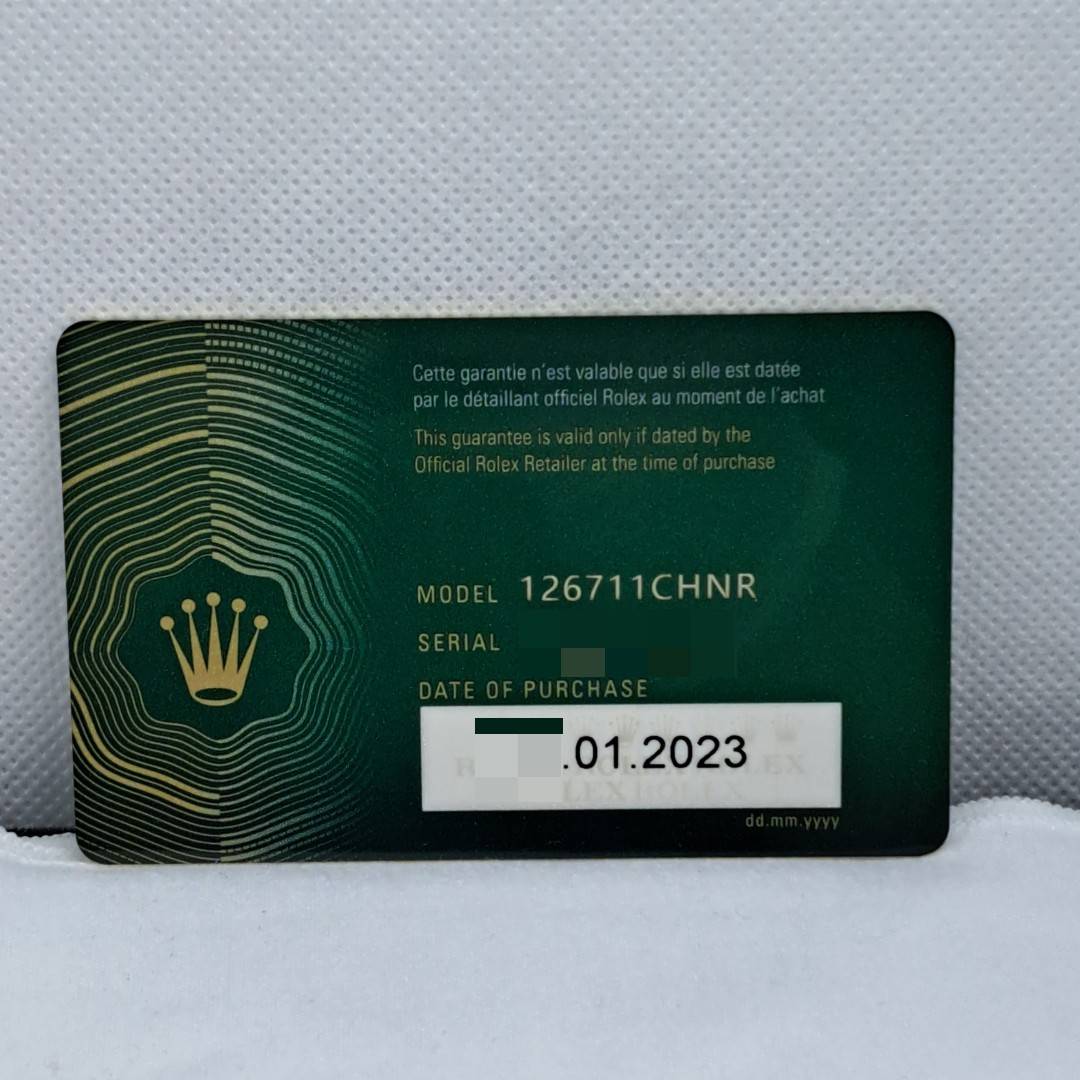 Cette garantie n'est valable que si elle est datée
par le détaillant officiel Rolex au moment de l'achat
This guarantee is valid only if dated by the
Official Rolex Retailer at the time of purchase
MODEL 126711CHNR
SERIAL
DATE OF PURCHASE
.01.2023
LEX ROLEX
dd.mm.yyyy